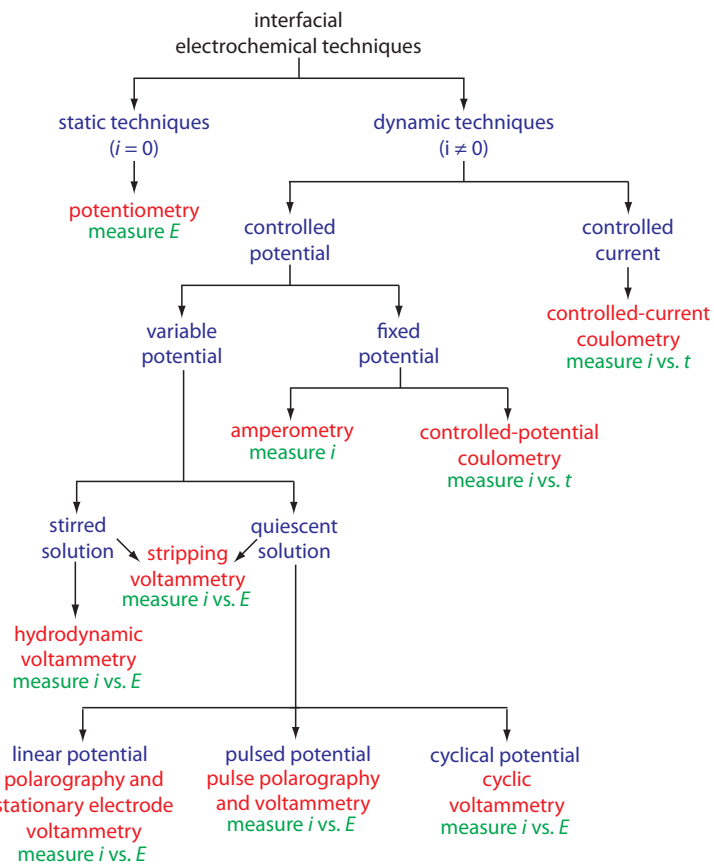 interfacial
electrochemical techniques
static techniques
(i = 0)
dynamic techniques
(i ≠ 0)
potentiometry
measure E
controlled
potential
controlled
current
controlled-current
coulometry
measure i vs. t
variable
potential
fixed
potential
amperometry
measure i
controlled-potential
coulometry
measure i vs. t
stirred
solution
quiescent
solution
stripping
voltammetry
measure i vs. E
hydrodynamic
voltammetry
measure i vs. E
linear potential
polarography and
stationary electrode
voltammetry
measure i vs. E
pulsed potential
pulse polarography
and voltammetry
measure i vs. E
cyclical potential
cyclic
voltammetry
measure i vs. E